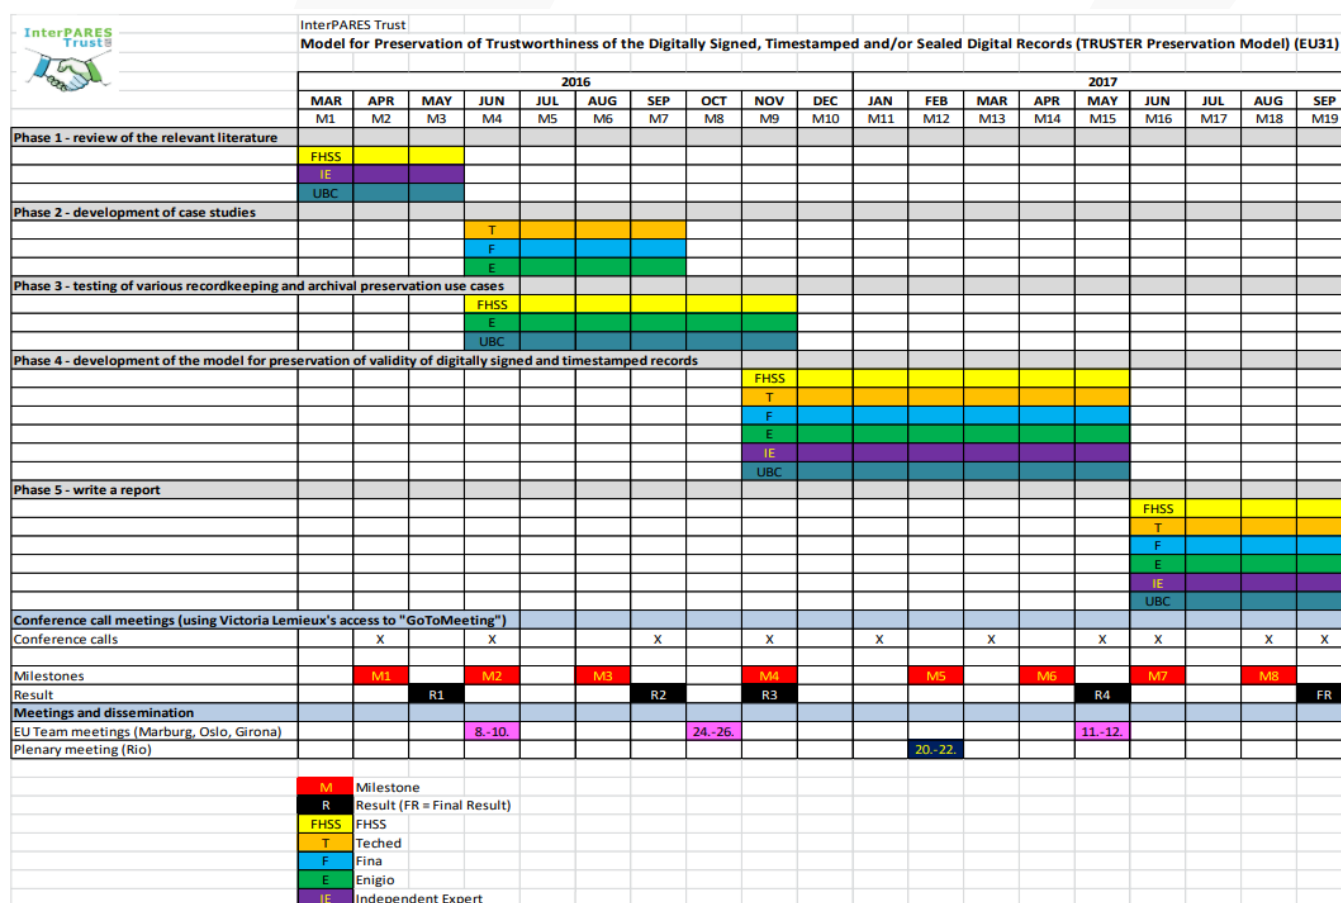 InterPARES
Trust
InterPARES Trust
Model for Preservation of Trustworthiness of the Digitally Signed, Timestamped and/or Sealed Digital Records (TRUSTER Preservation Model) (EU31)
2016 2017
MAR APR MAY JUN JUL AUG SEP OCT NOV DEC JAN FEB MAR APR MAY JUN JUL AUG SEP
M1 M2 M3 M4 M5 M6 M7 M8 M9 M10 M11 M12 M13 M14 M15 M16 M17 M18 M19
Phase 1 - review of the relevant literature
FHSS
IE
UBC
Phase 2 - development of case studies
T
F
E
Phase 3 - testing of various recordkeeping and archival preservation use cases
FHSS
E
UBC
Phase 4 - development of the model for preservation of validity of digitally signed and timestamped records
FHSS
T
F
E
IE
UBC
Phase 5 - write a report
FHSS
T
F
E
IE
UBC
Conference call meetings (using Victoria Lemieux's access to "GoToMeeting")
Conference calls X X X X X X X X X X
Milestones M1 M2 M3 M4 M5 M6 M7 M8
Result R1 R2 R3 R4 FR
Meetings and dissemination
EU Team meetings (Marburg, Oslo, Girona) 8.-10. 24.-26. 11.-12.
Plenary meeting (Rio) 20.-22.
M Milestone
R Result (FR = Final Result)
FHSS FHSS
T Teched
F Fina
E Enigio
IE Independent Expert